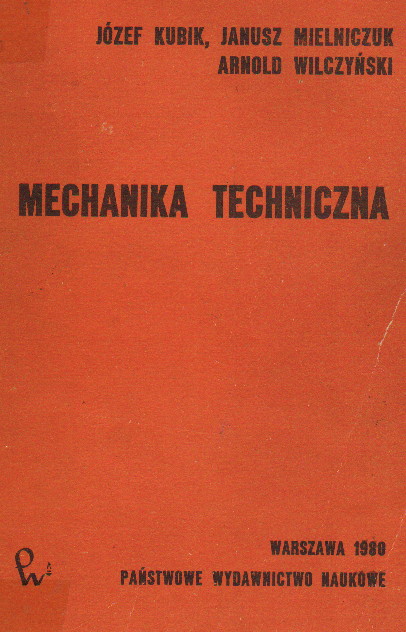 JÓZEF KUBIK, JANUSZ MIELNICZUK
ARNOLD WILCZYŃSKI
MECHANIKA TECHNICZNA
WARSZAWA 1980
PAŃSTWOWE WYDAWNICTWO NAUKOWE